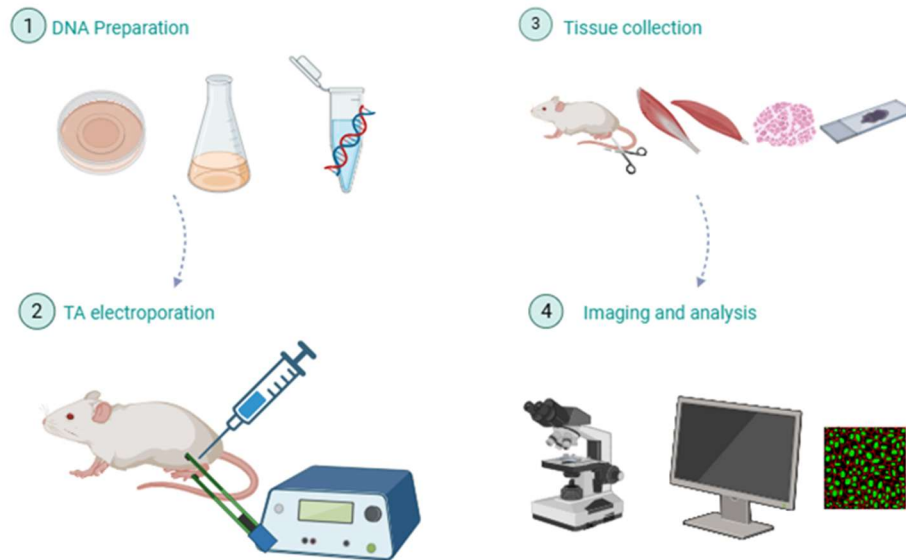 1 DNA Preparation
2 TA electroporation
3 Tissue collection
4 Imaging and analysis